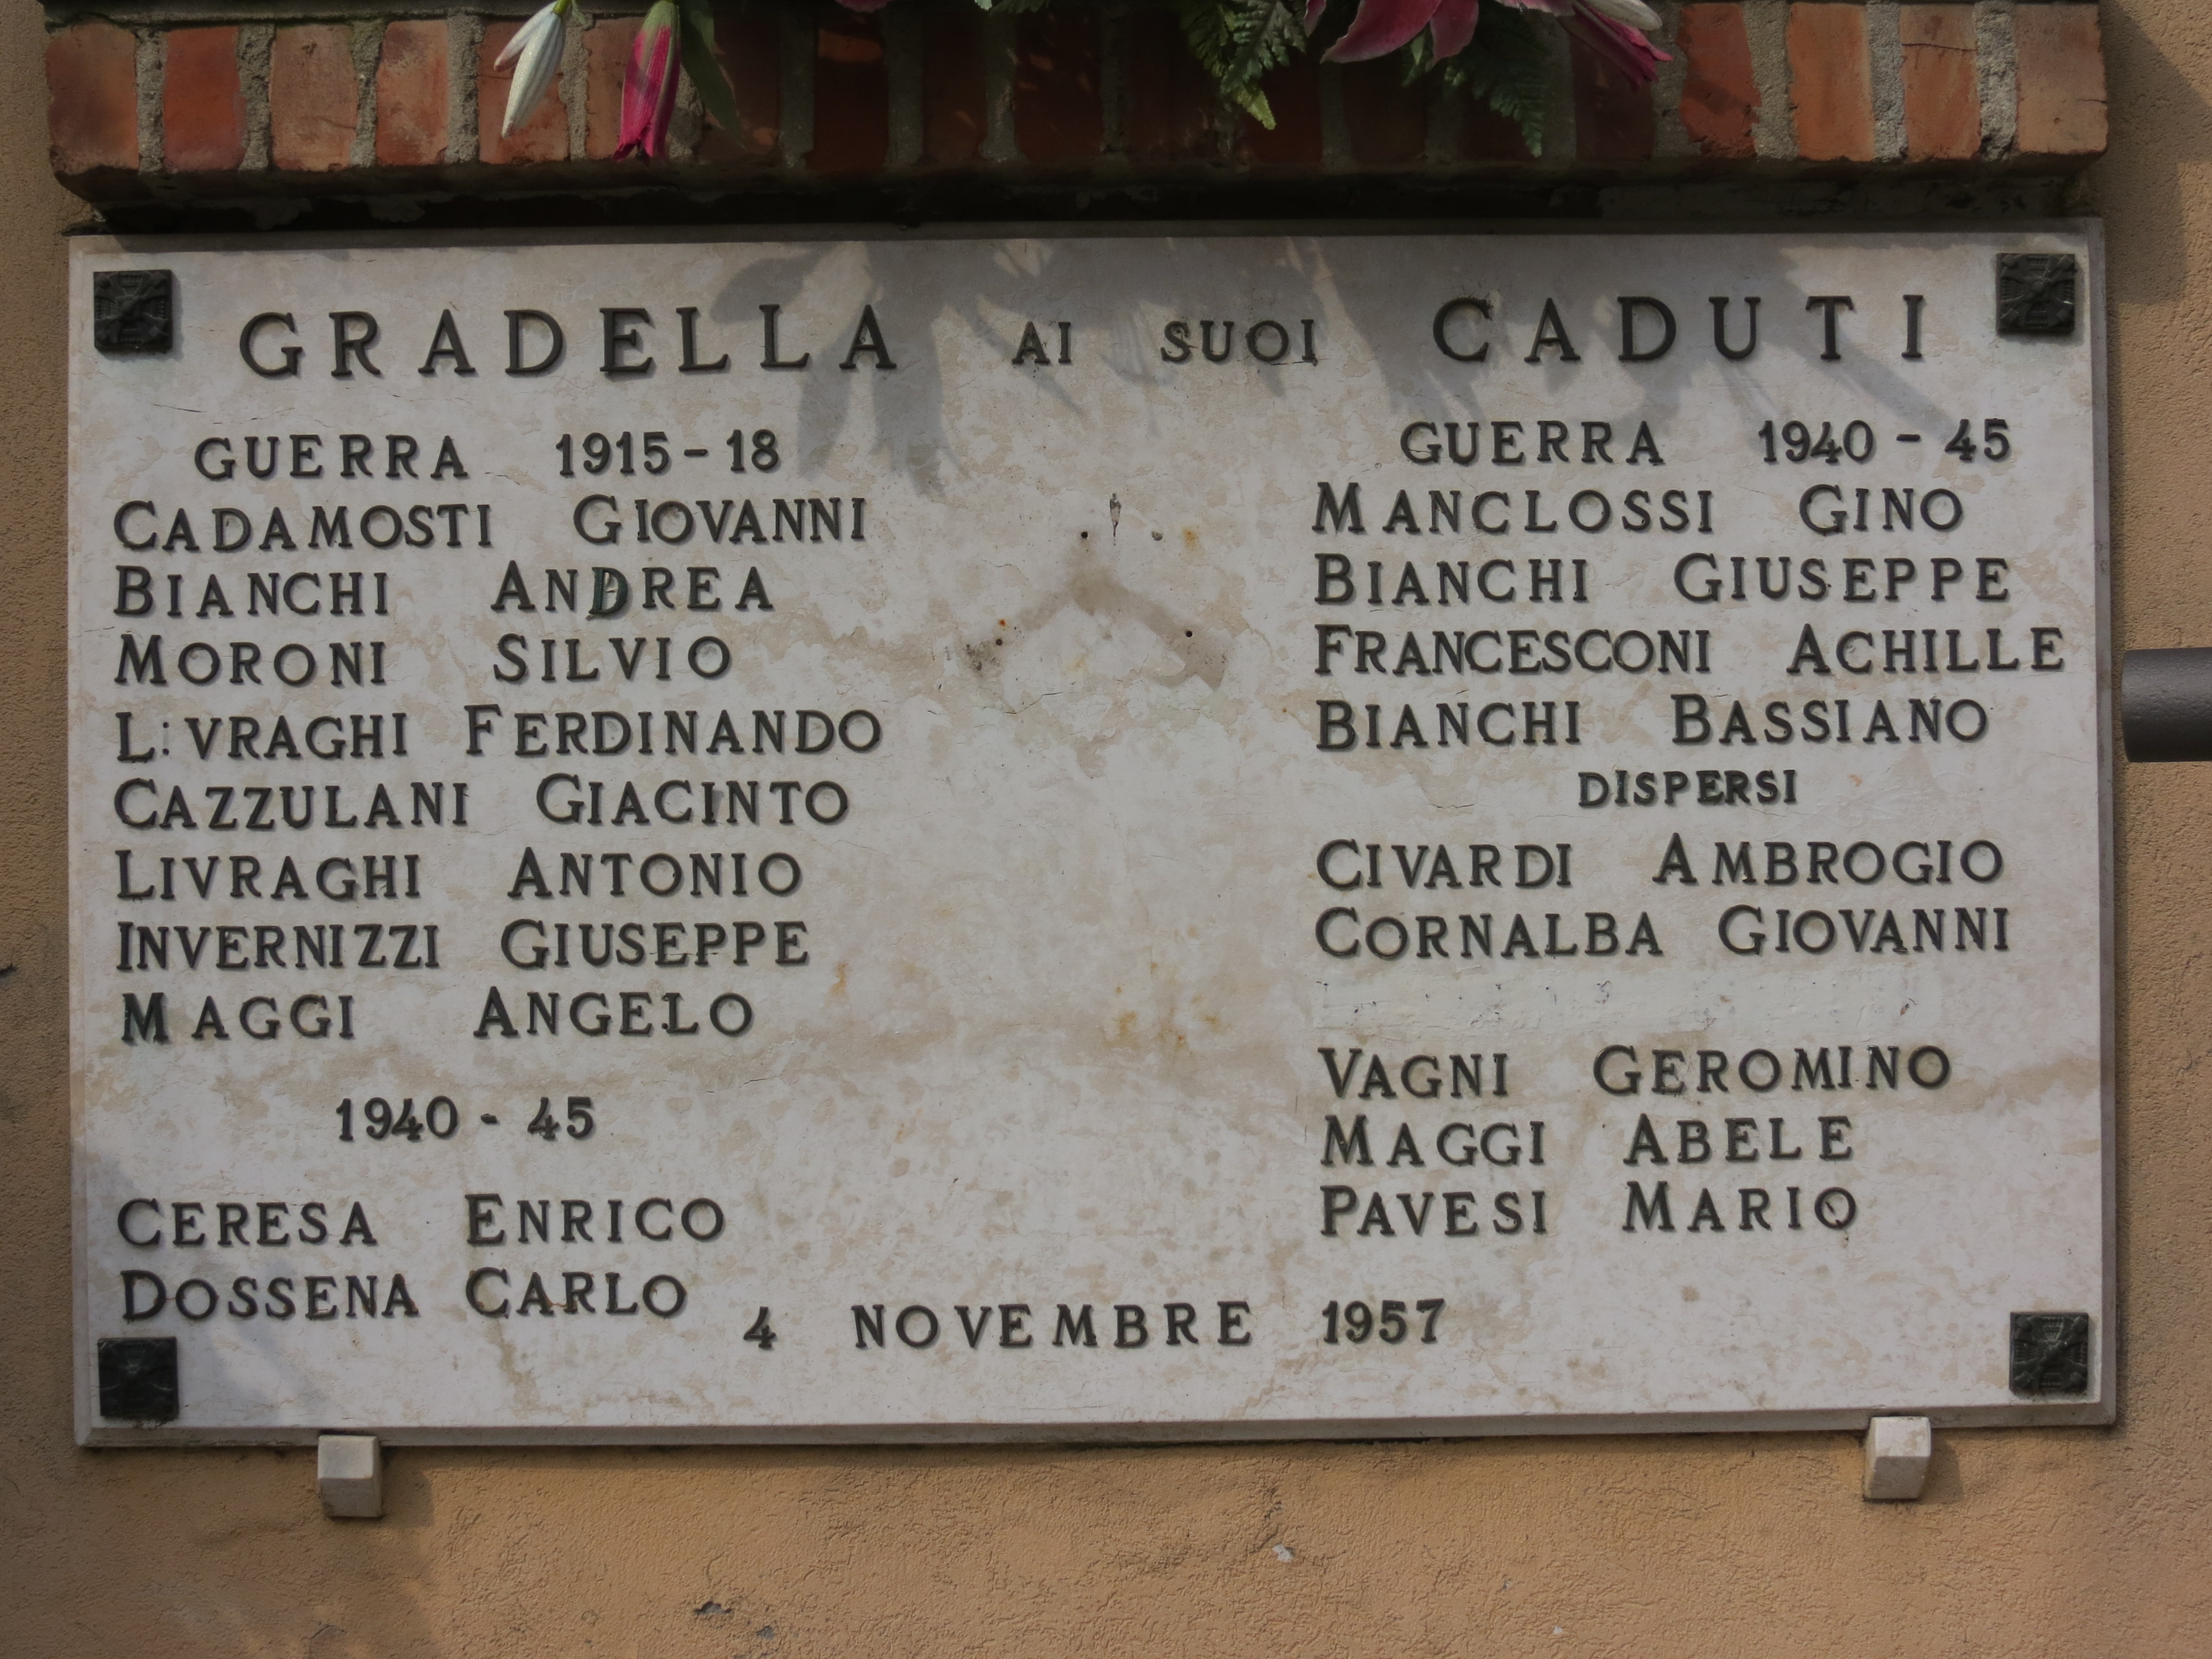 GRADELLA AI SUOI CADUTI
GUERRA 1915-18
CADAMOSTI GIOVANNI
BIANCHI ANDREA
MORONI SILVIO
L:VRAGHI FERDINANDO
CAZZULANI GIACINTO
LIVRAGHI ANTONIO
INVERNIZZI GIUSEPPE
MAGGI ANGELO
1940 - 45
CERESA ENRICO
DOSSENA CARLO
GUERRA 1940 - 45
MANCLOSSI GINO
BIANCHI GIUSEPPE
FRANCESCONI ACHILLE
BIANCHI BASSIANO
DISPERSI
CIVARDI AMBROGIO
CORNALBA GIOVANNI
VAGNI GEROMINO
MAGGI ABELE
PAVESI MARIO
4 NOVEMBRE 1957